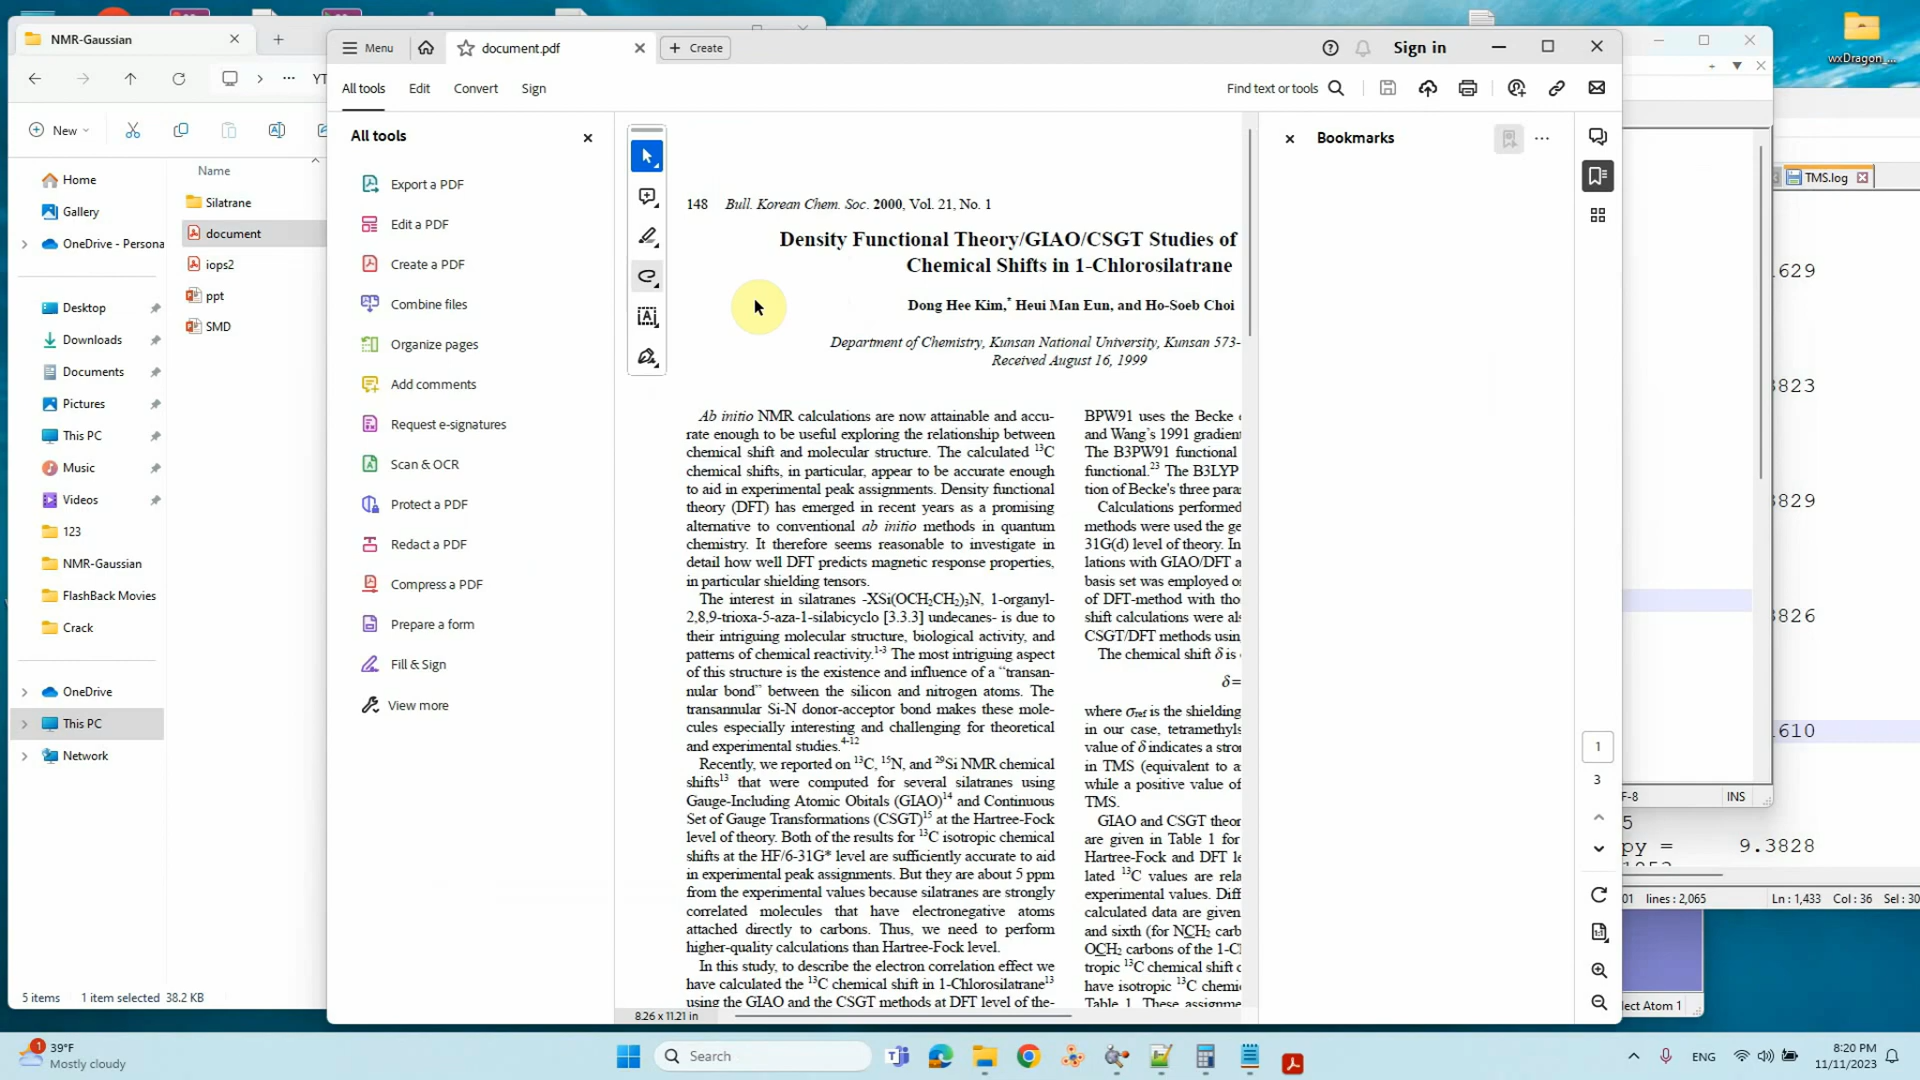 NMR-Gaussian
YT
New
Home
Gallery
OneDrive - Persona
Desktop
Downloads
Documents
Pictures
This PC
Music
Videos
123
NMR-Gaussian
FlashBack Movies
Crack
OneDrive
This PC
Network
Name
Silatrane
document
iops2
ppt
SMD
5 items
1 item selected 38.2 KB
Menu
document.pdf
Create
Sign in
All tools
Edit
Convert
Sign
Find text or tools
All tools
Export a PDF
Edit a PDF
Create a PDF
Combine files
Organize pages
Add comments
Request e-signatures
Scan & OCR
Protect a PDF
Redact a PDF
Compress a PDF
Prepare a form
Fill & Sign
View more
148 Bull. Korean Chem. Soc. 2000, Vol. 21, No. 1
Density Functional Theory/GIAO/CSGT Studies of
Chemical Shifts in 1-Chlorosilatrane
Dong Hee Kim,* Heui Man Eun, and Ho-Soeb Choi
Department of Chemistry, Kunsan National University, Kunsan 573-
Received August 16, 1999
Ab initio NMR calculations are now attainable and accu-
rate enough to be useful exploring the relationship between
chemical shift and molecular structure. The calculated 13C
chemical shifts, in particular, appear to be accurate enough
to aid in experimental peak assignments. Density functional
theory (DFT) has emerged in recent years as a promising
alternative to conventional ab initio methods in quantum
chemistry. It therefore seems reasonable to investigate in
detail how well DFT predicts magnetic response properties,
in particular shielding tensors.
The interest in silatranes -XSi(OCH2CH2)3N, 1-organyl-
2,8,9-trioxa-5-aza-1-silabicyclo [3.3.3] undecanes- is due to
their intriguing molecular structure, biological activity, and
patterns of chemical reactivity.1-3 The most intriguing aspect
of this structure is the existence and influence of a “transan-
nular bond” between the silicon and nitrogen atoms. The
transannular Si-N donor-acceptor bond makes these mole-
cules especially interesting and challenging for theoretical
and experimental studies.4-12
Recently, we reported on 13C, 15N, and 29Si NMR chemical
shifts13 that were computed for several silatranes using
Gauge-Including Atomic Obitals (GIAO)14 and Continuous
Set of Gauge Transformations (CSGT)15 at the Hartree-Fock
level of theory. Both of the results for 13C isotropic chemical
shifts at the HF/6-31G* level are sufficiently accurate to aid
in experimental peak assignments. But they are about 5 ppm
from the experimental values because silatranes are strongly
correlated molecules that have electronegative atoms
attached directly to carbons. Thus, we need to perform
higher-quality calculations than Hartree-Fock level.
In this study, to describe the electron correlation effect we
have calculated the 13C chemical shift in 1-Chlorosilatrane13
using the GIAO and the CSGT methods at DFT level of the-
BPW91 uses the Becke
and Wang’s 1991 gradient
The B3PW91 functional
functional.23 The B3LYP
tion of Becke's three para
Calculations performed
methods were used the ge
31G(d) level of theory. In
lations with GIAO/DFT a
basis set was employed o
of DFT-method with tho
shift calculations were als
CSGT/DFT methods usin
The chemical shift δ is
δ=
where σref is the shielding
in our case, tetramethyls
value of δ indicates a stro
in TMS (equivalent to a
while a positive value of
TMS.
GIAO and CSGT theor
are given in Table 1 for
Hartree-Fock and DFT le
lated 13C values are rela
experimental values. Diff
calculated data are given
and sixth (for NCH2 carb
OCH2 carbons of the 1-C
tropic 13C chemical shift
have isotropic 13C chemi
Table 1. These assignme
8.26 x 11.21 in
Bookmarks
1
3
wxDragon_...
TMS.log
629
3823
3829
3826
610
F-8
INS
5
py = 9.3828
01 lines : 2,065
Ln : 1,433 Col : 36 Sel : 30
lect Atom 1
1
39°F
Mostly cloudy
Search
ENG
8:20 PM
11/11/2023